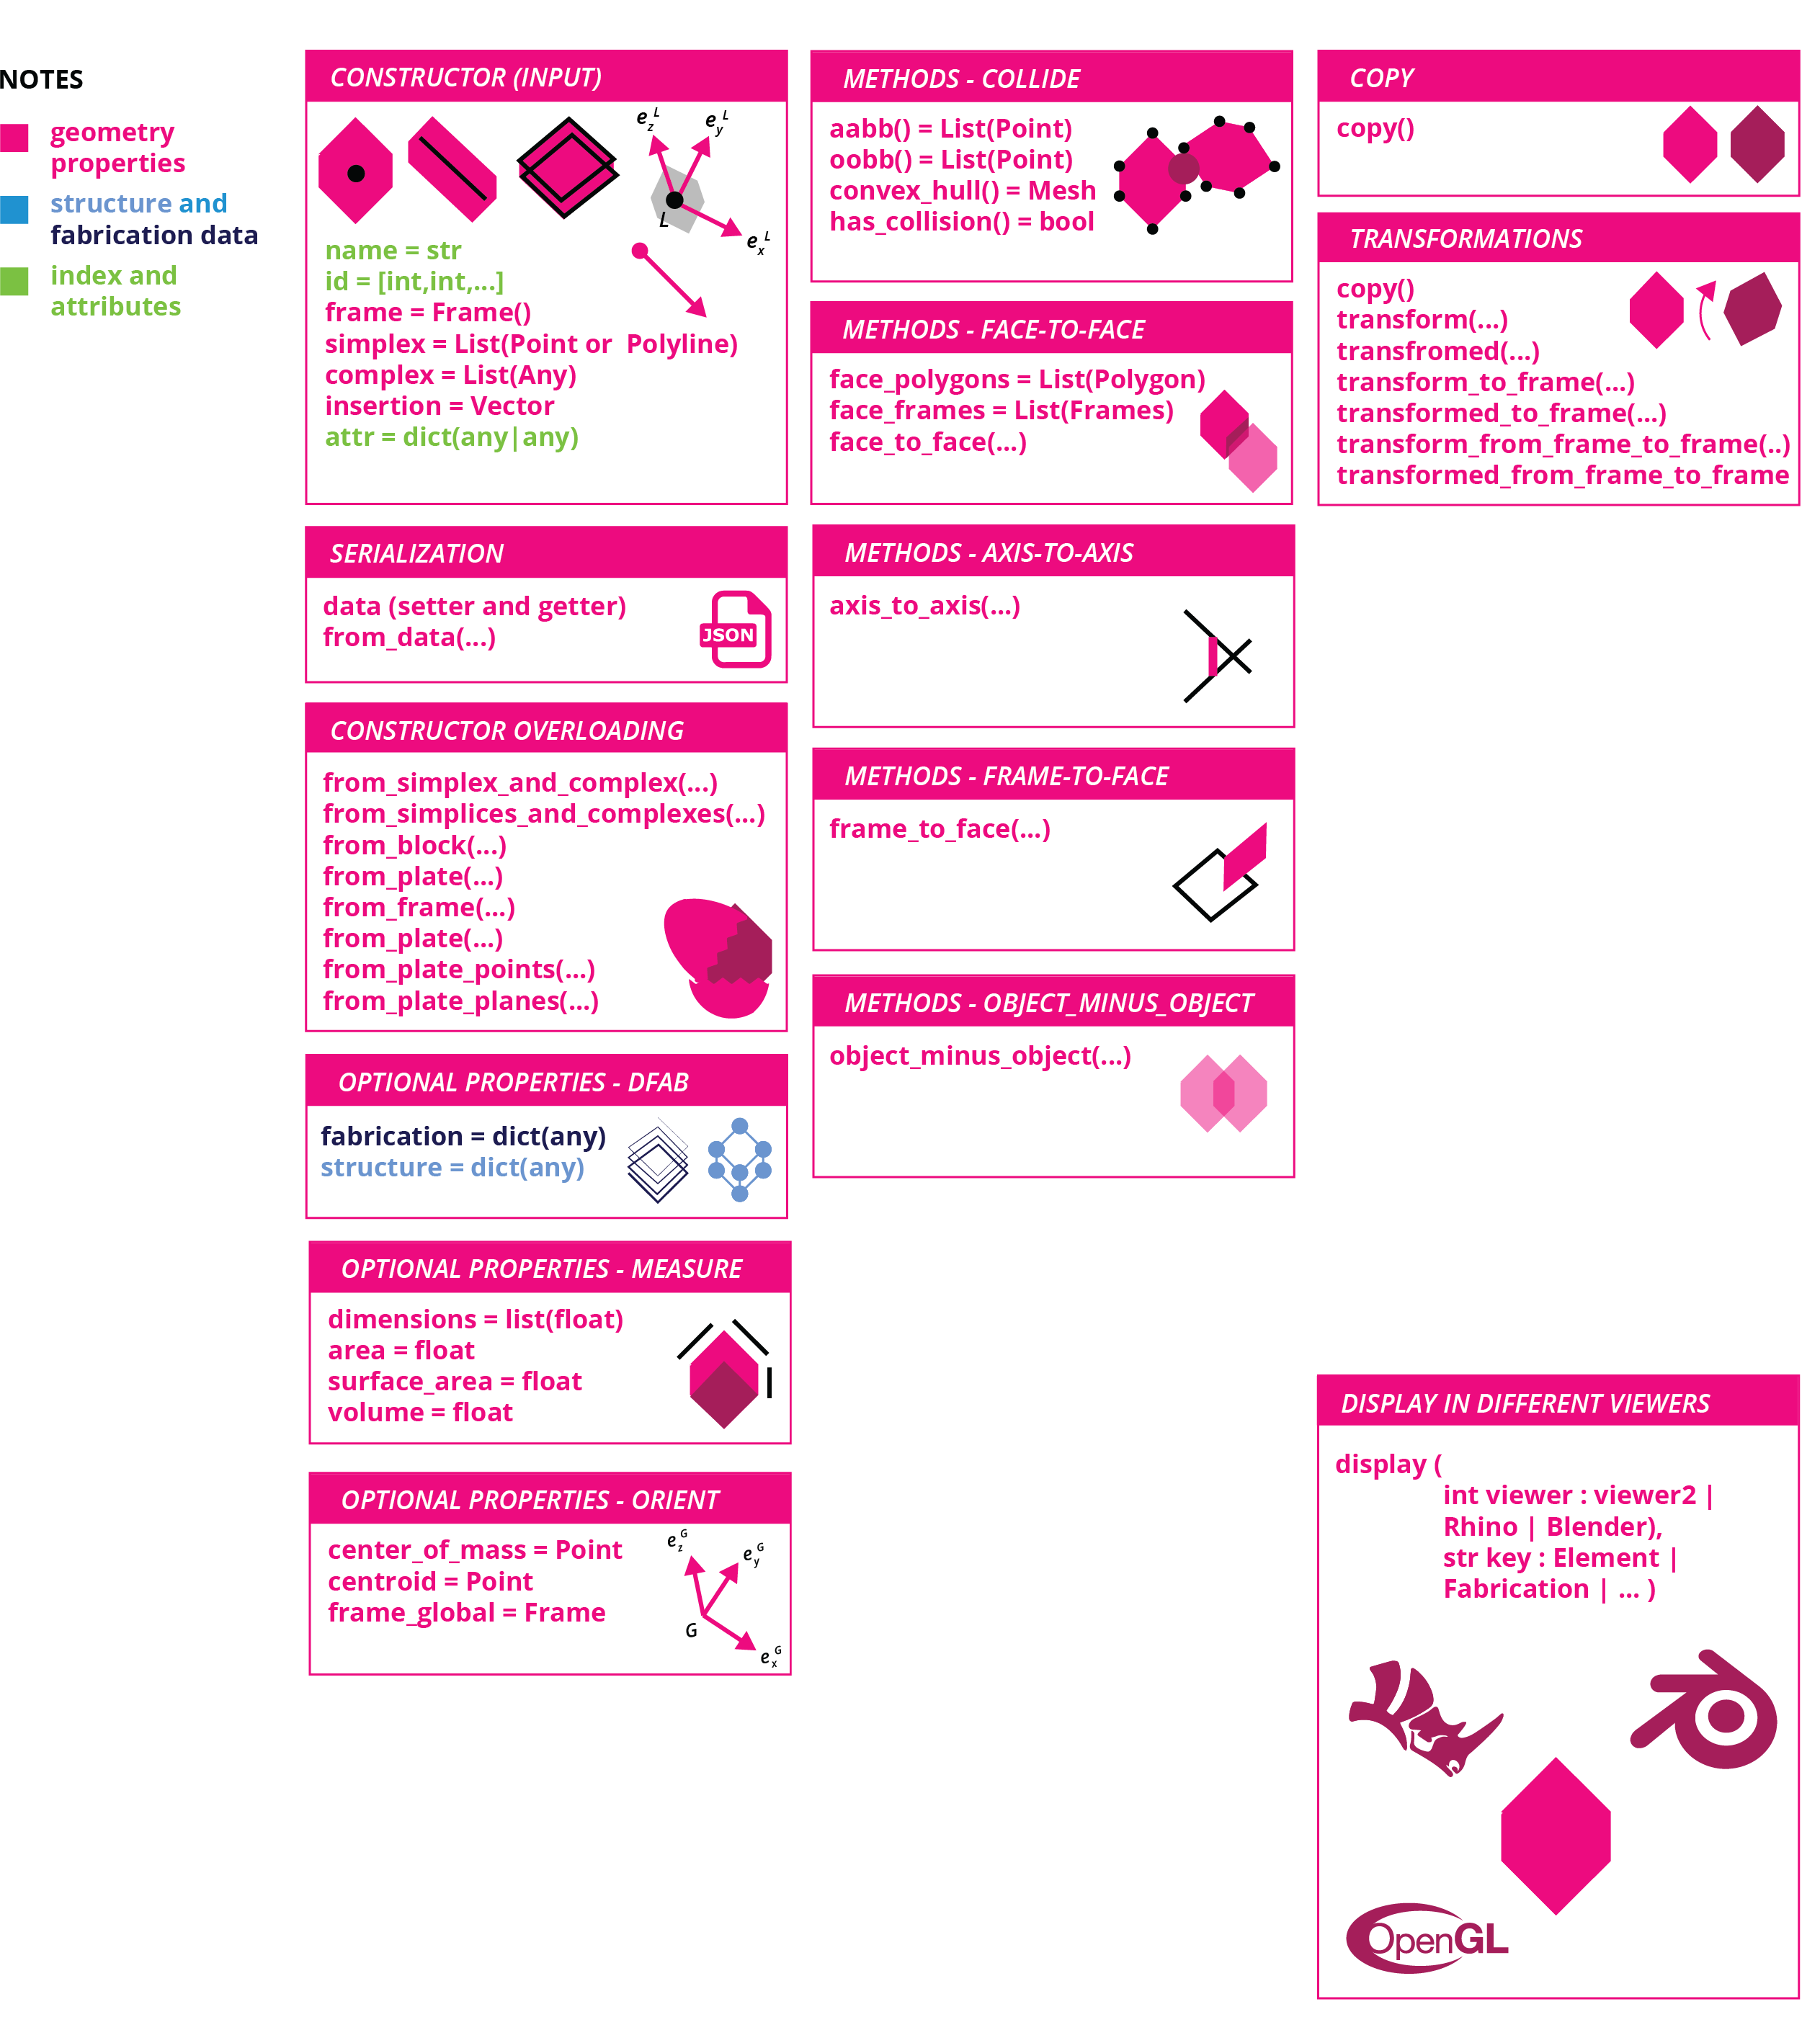 NOTES
geometry
properties
structure and
fabrication data
index and
attributes
CONSTRUCTOR (INPUT)
e_z^L
e_y^L
L
e_x^L
name = str
id = [int,int,...]
frame = Frame()
simplex = List(Point or  Polyline)
complex = List(Any)
insertion = Vector
attr = dict(any|any)
SERIALIZATION
data (setter and getter)
from_data(...)
JSON
CONSTRUCTOR OVERLOADING
from_simplex_and_complex(...)
from_simplices_and_complexes(...)
from_block(...)
from_plate(...)
from_frame(...)
from_plate(...)
from_plate_points(...)
from_plate_planes(...)
OPTIONAL PROPERTIES - DFAB
fabrication = dict(any)
structure = dict(any)
OPTIONAL PROPERTIES - MEASURE
dimensions = list(float)
area = float
surface_area = float
volume = float
OPTIONAL PROPERTIES - ORIENT
center_of_mass = Point
centroid = Point
frame_global = Frame
e_z^G
e_y^G
G
e_x^G
METHODS - COLLIDE
aabb() = List(Point)
oobb() = List(Point)
convex_hull() = Mesh
has_collision() = bool
METHODS - FACE-TO-FACE
face_polygons = List(Polygon)
face_frames = List(Frames)
face_to_face(...)
METHODS - AXIS-TO-AXIS
axis_to_axis(...)
METHODS - FRAME-TO-FACE
frame_to_face(...)
METHODS - OBJECT_MINUS_OBJECT
object_minus_object(...)
COPY
copy()
TRANSFORMATIONS
copy()
transform(...)
transfromed(...)
transform_to_frame(...)
transformed_to_frame(...)
transform_from_frame_to_frame(..)
transformed_from_frame_to_frame
DISPLAY IN DIFFERENT VIEWERS
display (
int viewer : viewer2 |
Rhino | Blender),
str key : Element |
Fabrication | ... )
OpenGL